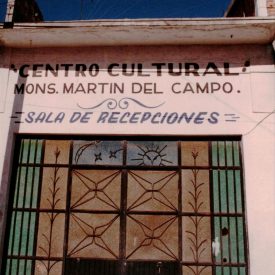 CENTRO CULTURAL
MONS. MARTIN DEL CAMPO.
SALA DE RECEPCIONES